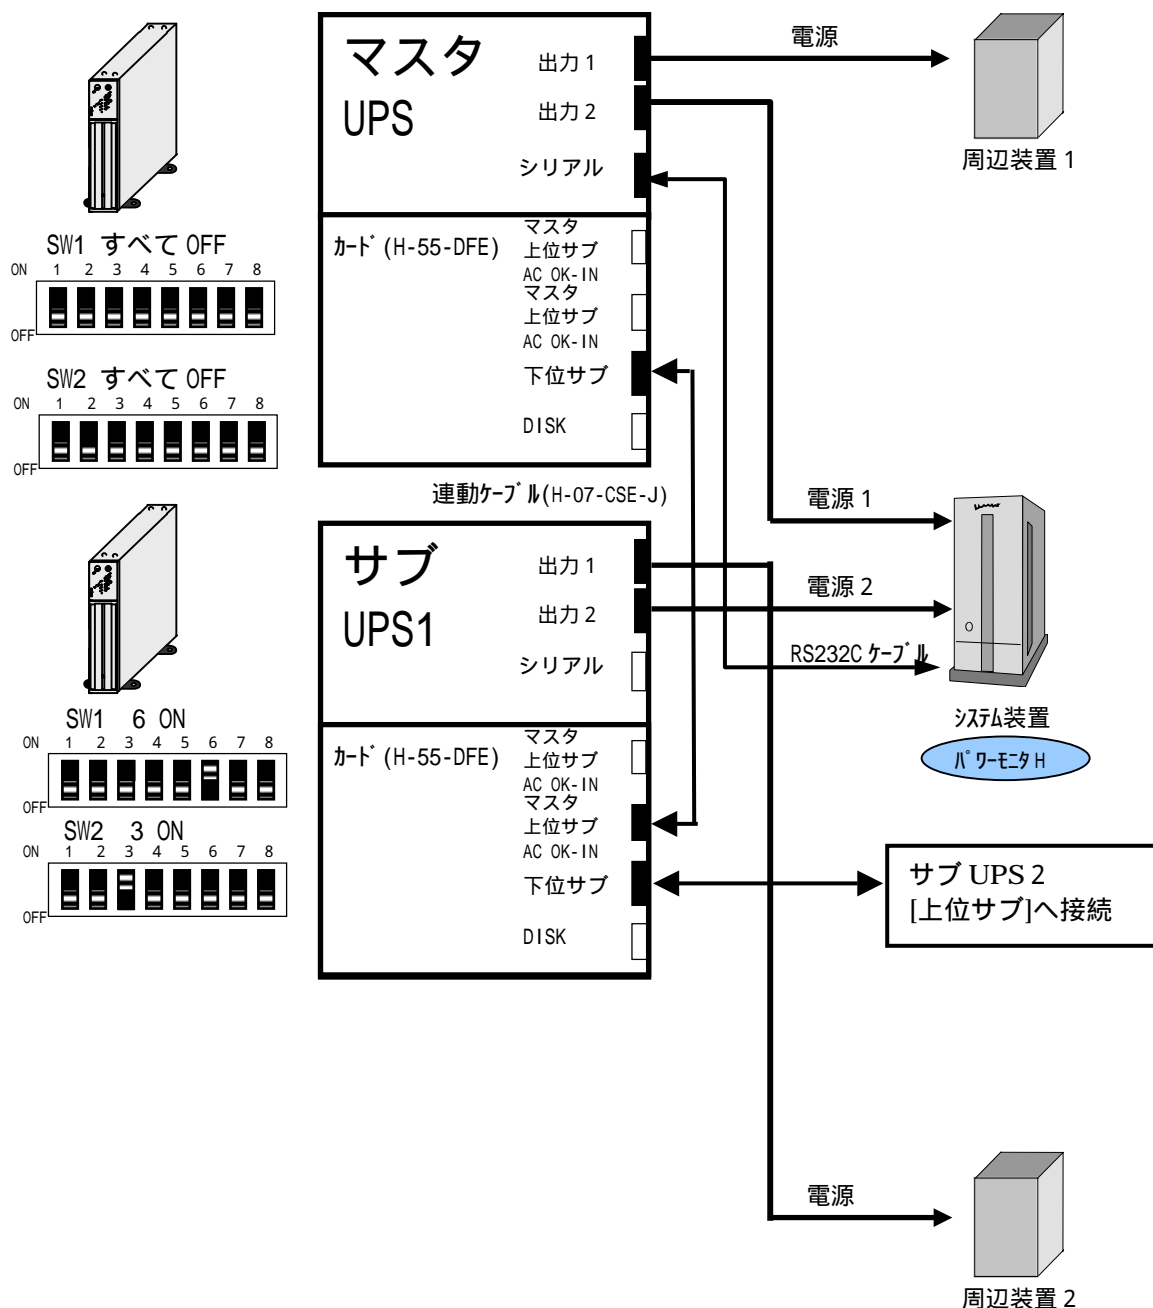 マスタ
UPS
出力 1
出力 2
シリアル
電源
周辺装置 1
SW1 すべて OFF
ON 1 2 3 4 5 6 7 8
OFF
SW2 すべて OFF
ON 1 2 3 4 5 6 7 8
OFF
ｶｰﾄﾞ(H-55-DFE)
マスタ
上位サブ
AC OK-IN
マスタ
上位サブ
AC OK-IN
下位サブ
DISK
連動ｹｰﾌﾞﾙ(H-07-CSE-J)
電源 1
電源 2
RS232C ｹｰﾌﾞﾙ
システム装置
ﾊﾟﾜｰﾓﾆﾀ H
サブ
UPS1
出力 1
出力 2
シリアル
SW1 6 ON
ON 1 2 3 4 5 6 7 8
OFF
SW2 3 ON
ON 1 2 3 4 5 6 7 8
OFF
ｶｰﾄﾞ(H-55-DFE)
マスタ
上位サブ
AC OK-IN
マスタ
上位サブ
AC OK-IN
下位サブ
DISK
サブ UPS 2
[上位サブ]へ接続
電源
周辺装置 2